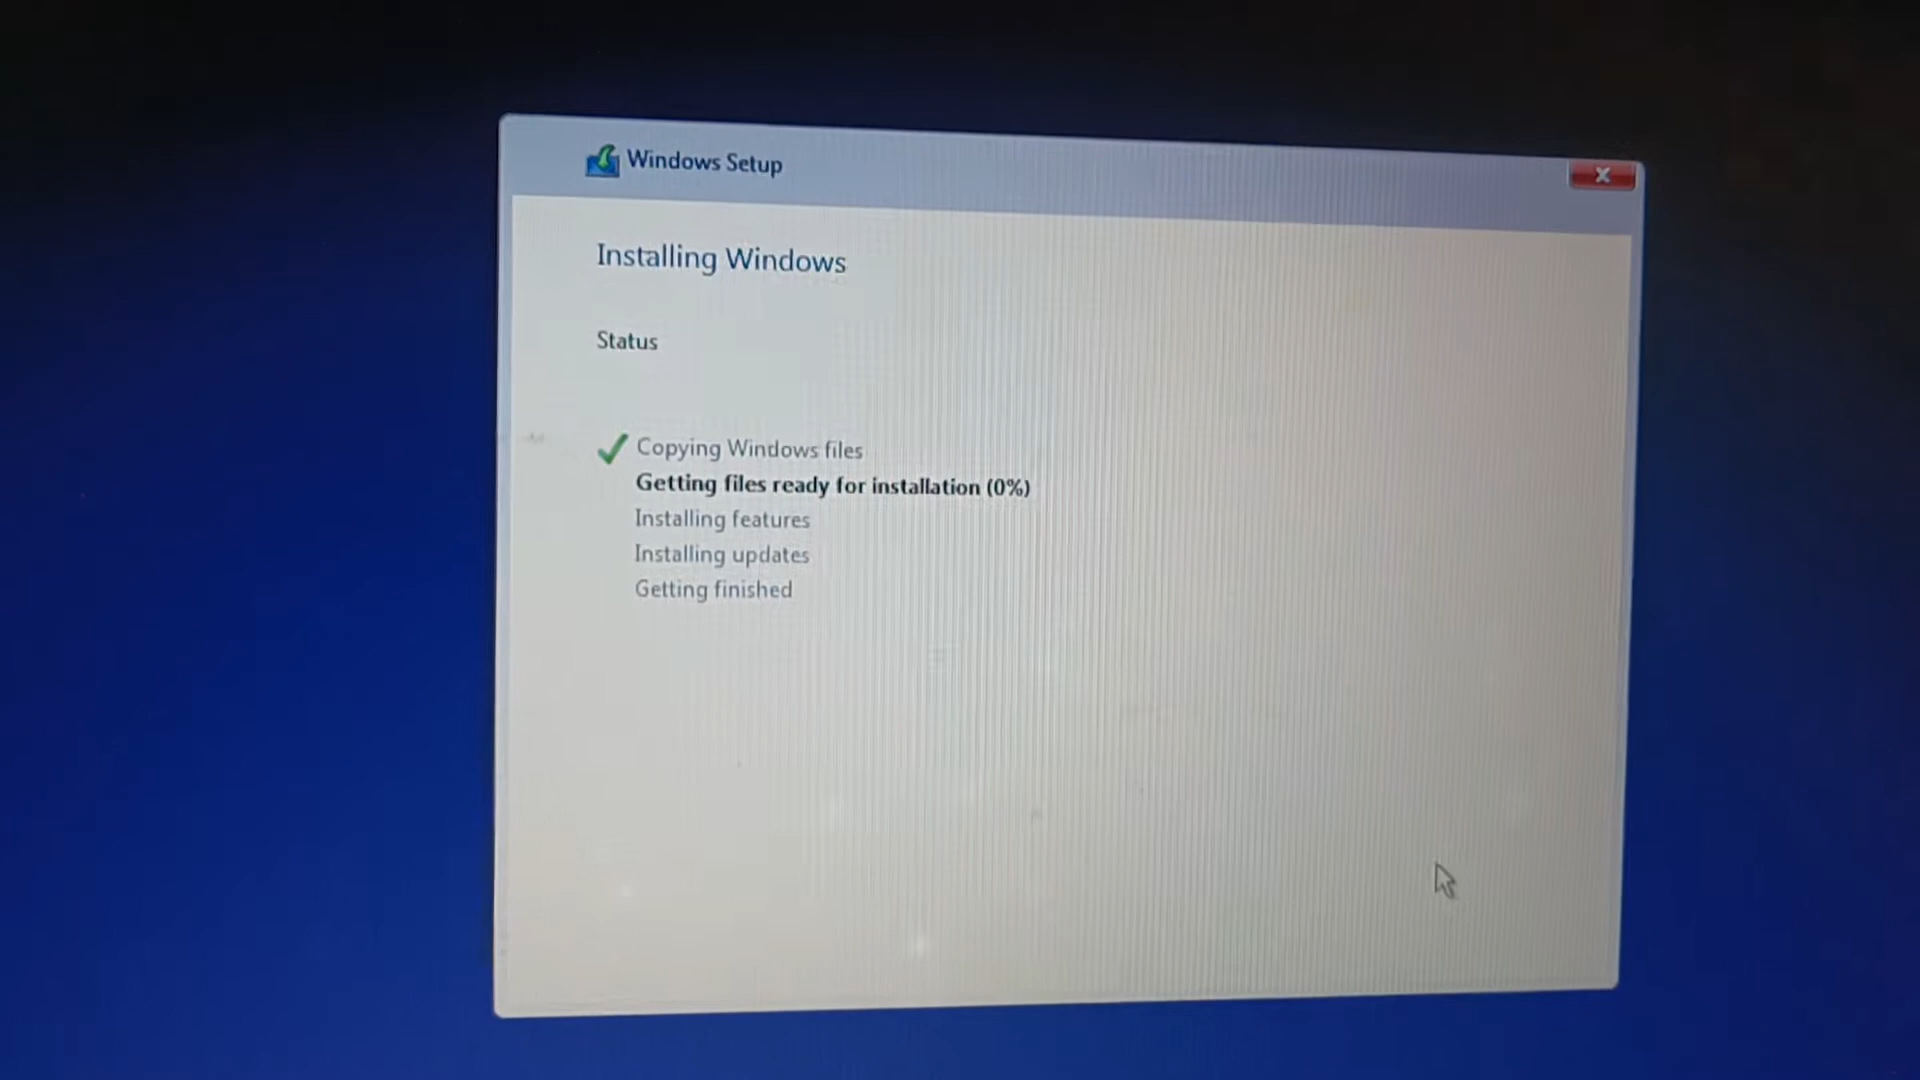 Windows Setup
Installing Windows
Status
Copying Windows files
Getting files ready for installation (0%)
Installing features
Installing updates
Getting finished